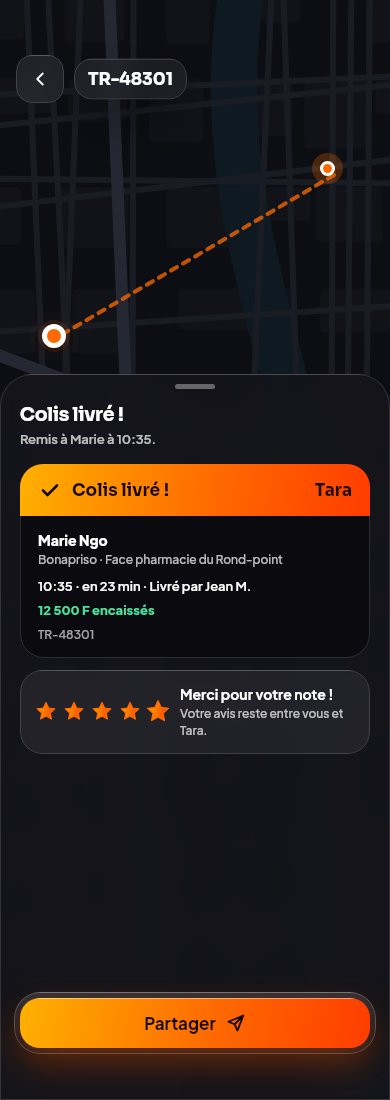 TR-48301
Colis livré !
Remis à Marie à 10:35.
Colis livré ! Tara
Marie Ngo
Bonapriso · Face pharmacie du Rond-point
10:35 · en 23 min · Livré par Jean M.
12 500 F encaissés
TR-48301
Merci pour votre note !
Votre avis reste entre vous et
Tara.
Partager